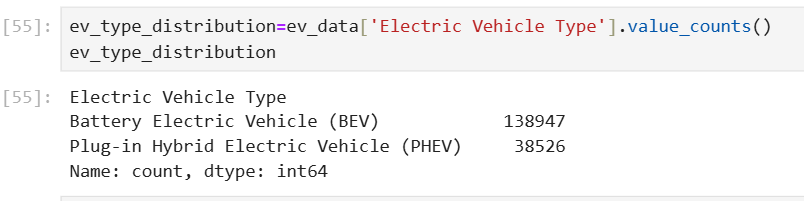 [55]: ev_type_distribution=ev_data['Electric Vehicle Type'].value_counts()
ev_type_distribution
[55]: Electric Vehicle Type
Battery Electric Vehicle (BEV)            138947
Plug-in Hybrid Electric Vehicle (PHEV)     38526
Name: count, dtype: int64